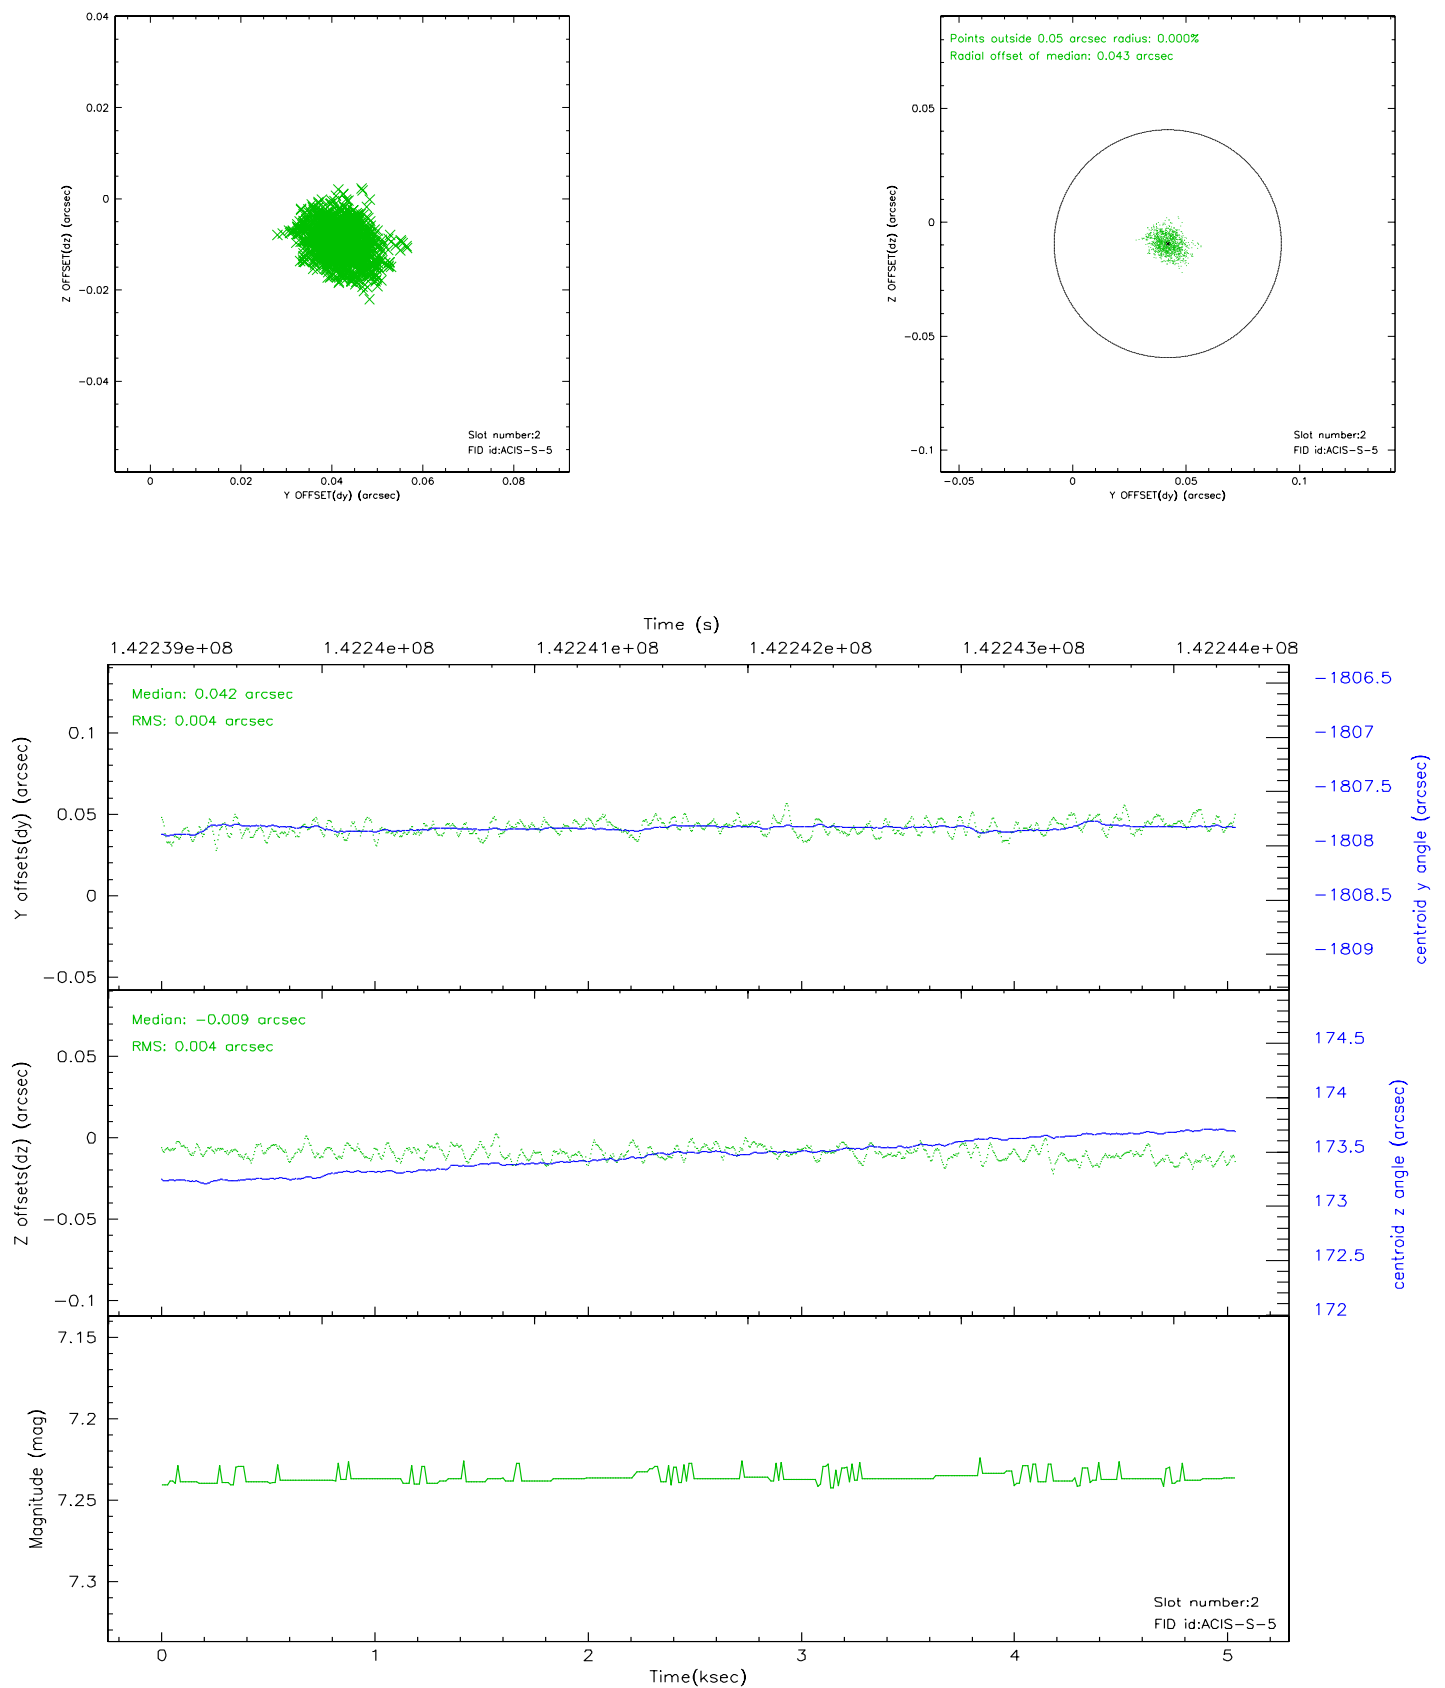 0.04
0.02
0
−0.02
−0.04
Z OFFSET(dz) (arcsec)
Slot number:2
FID id:ACIS−S−5
0 0.02 0.04 0.06 0.08
Y OFFSET(dy) (arcsec)
Points outside 0.05 arcsec radius: 0.000%
Radial offset of median: 0.043 arcsec
0.05
0
−0.05
−0.1
Z OFFSET(dz) (arcsec)
Slot number:2
FID id:ACIS−S−5
−0.05 0 0.05 0.1
Y OFFSET(dy) (arcsec)
Time (s)
1.42239e+08 1.4224e+08 1.42241e+08 1.42242e+08 1.42243e+08 1.42244e+08
Median: 0.042 arcsec
RMS: 0.004 arcsec
0.1
0.05
0
−0.05
Y offsets(dy) (arcsec)
−1806.5
−1807
−1807.5
−1808
−1808.5
−1809
centroid y angle (arcsec)
Median: −0.009 arcsec
RMS: 0.004 arcsec
0.05
0
−0.05
−0.1
Z offsets(dz) (arcsec)
174.5
174
173.5
173
172.5
172
centroid z angle (arcsec)
7.15
7.2
7.25
7.3
Magnitude (mag)
Slot number:2
FID id:ACIS−S−5
0 1 2 3 4 5
Time(ksec)